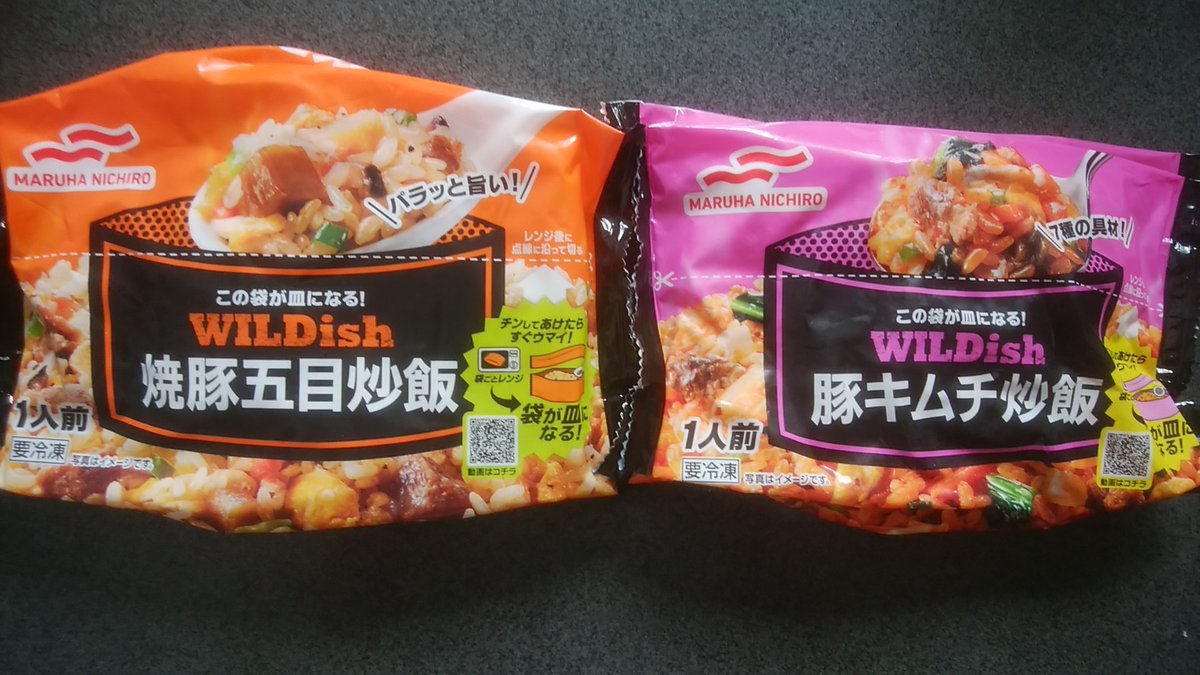 MARUHA NICHIRO
パラッと旨い!
レンジ後に
点線に沿って切る
この袋が皿になる!
WILDish
焼豚五目炒飯
チンしてあけたら
すぐウマイ!
袋ごとレンジ
袋が皿に
なる!
動画はコチラ
1人前
要冷凍
写真はイメージです。
MARUHA NICHIRO
7種の具材!
この袋が皿になる!
WILDish
豚キムチ炒飯
が皿に
る!
動画はコチラ
1人前
要冷凍
写真はイメージです。